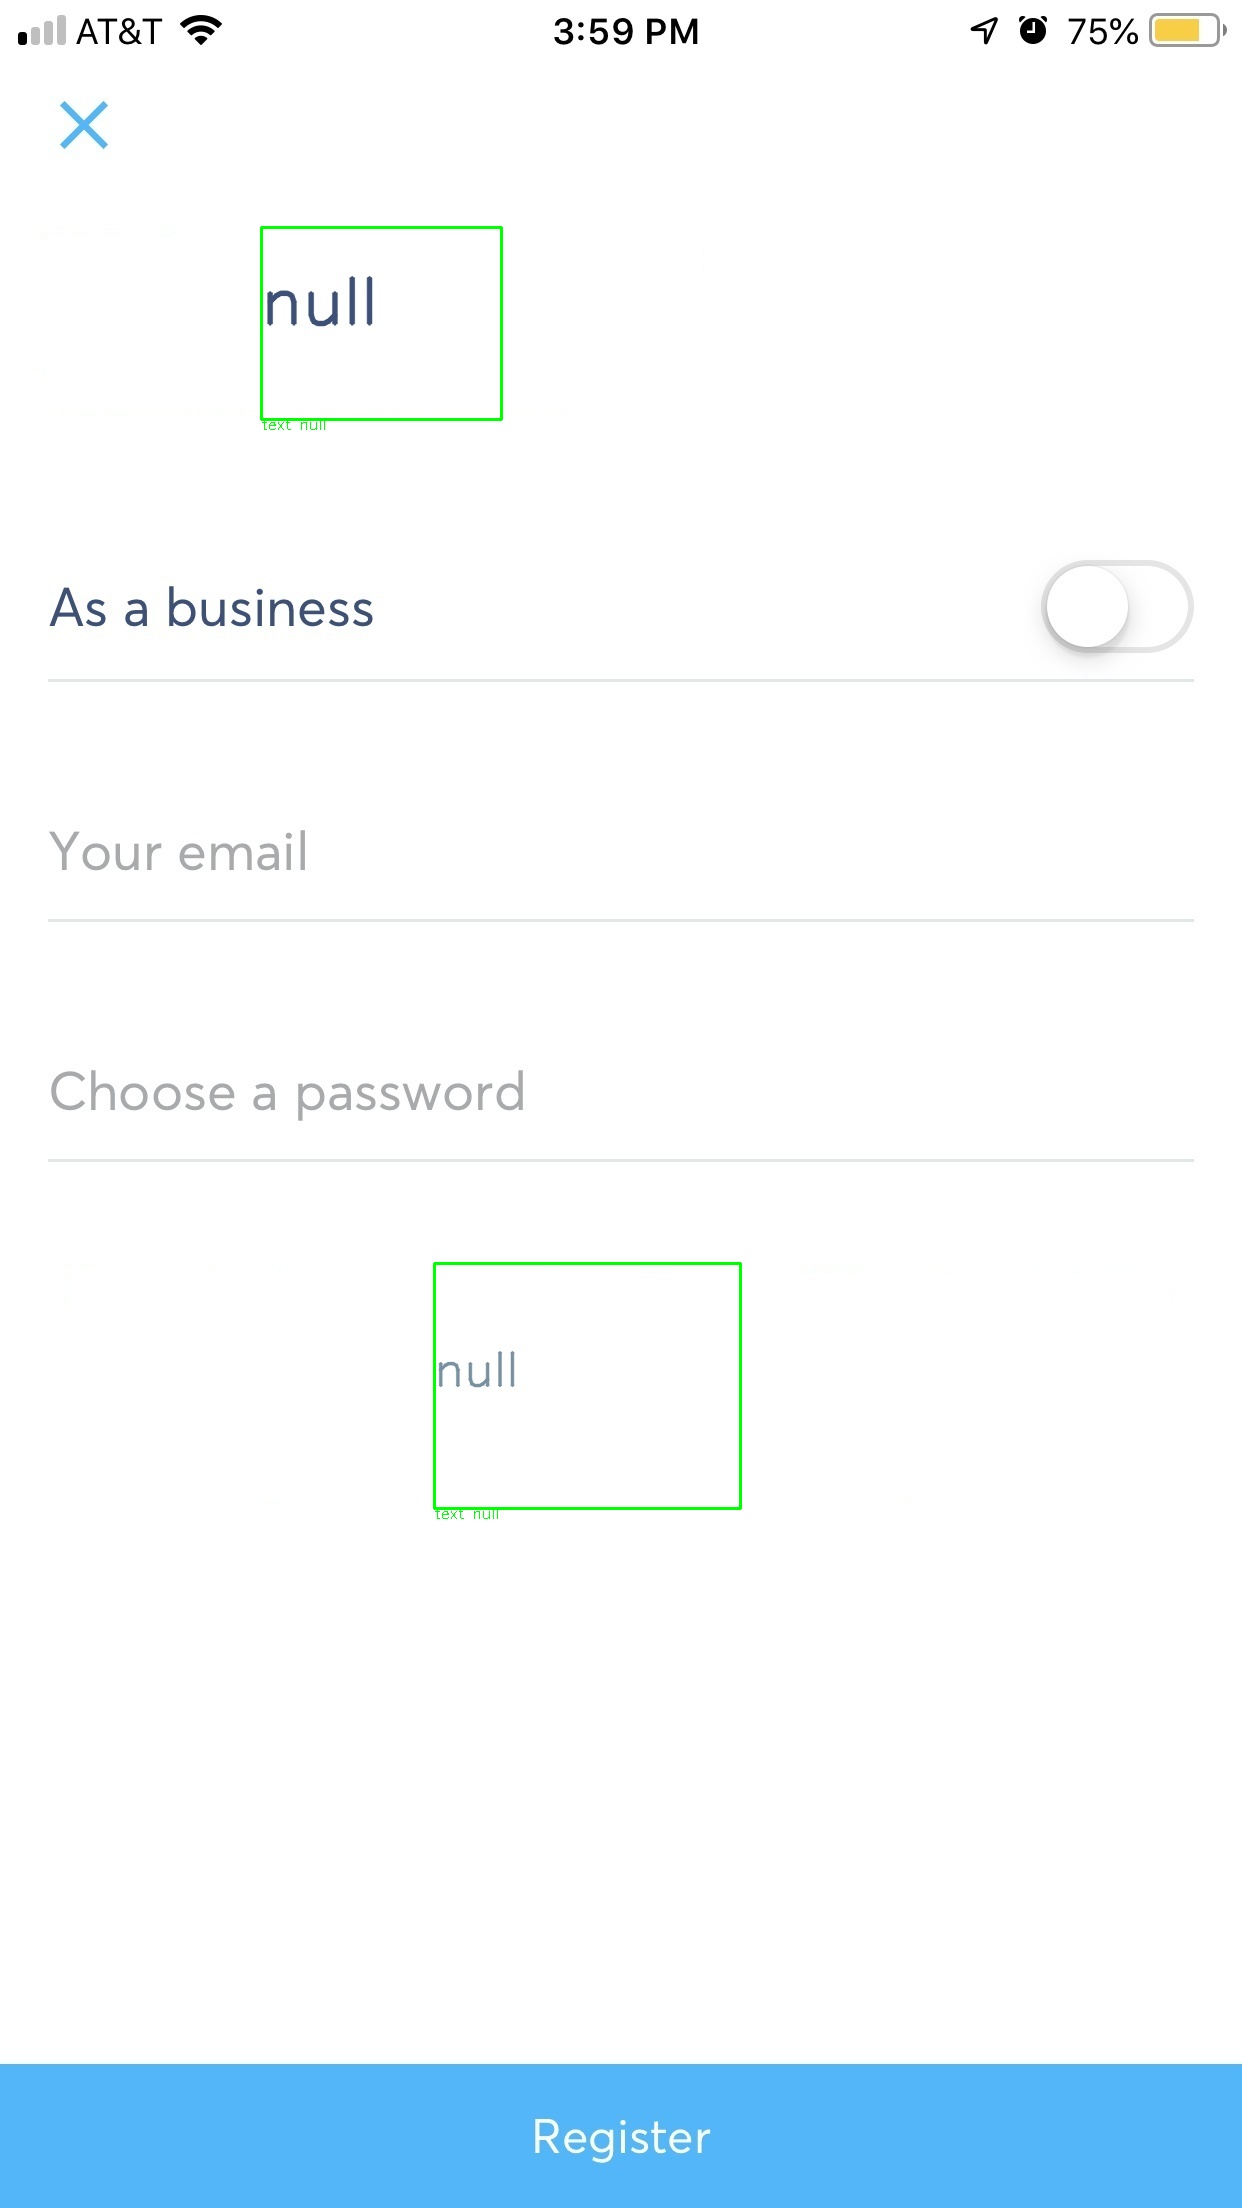 AT&T
3:59 PM
75%
null
text null
As a business
Your email
Choose a password
null
text null
Register